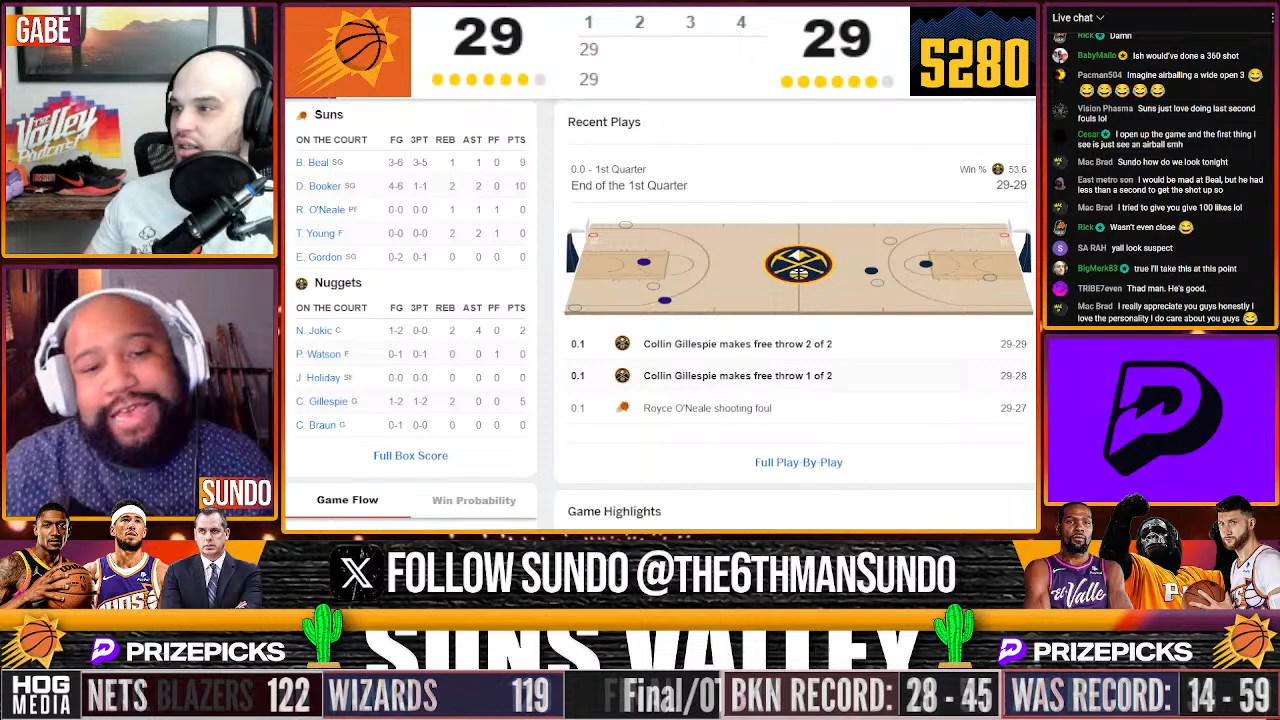 GABE
The Valley
Podcast
SUNDO
29
29
1 2 3 4
29
29
5280
Suns
ON THE COURT FG 3PT REB AST PF PTS
B. Beal SG 3-6 3-5 1 1 0 9
D. Booker SG 4-6 1-1 2 2 0 10
R. O'Neale PF 0-0 0-0 1 1 1 0
T. Young F 0-0 0-0 2 2 1 0
E. Gordon SG 0-2 0-1 0 0 0 0
Nuggets
ON THE COURT FG 3PT REB AST PF PTS
N. Jokic C 1-2 0-0 2 4 0 2
P. Watson F 0-1 0-1 0 0 1 0
J. Holiday SF 0-0 0-0 0 0 0 0
C. Gillespie G 1-2 1-2 2 0 0 5
C. Braun G 0-1 0-0 0 0 0 0
Full Box Score
Game Flow Win Probability
Recent Plays
0.0 - 1st Quarter Win % 53.6
End of the 1st Quarter 29-29
0.1 Collin Gillespie makes free throw 2 of 2 29-29
0.1 Collin Gillespie makes free throw 1 of 2 29-28
0.1 Royce O'Neale shooting foul 29-27
Full Play-By-Play
Game Highlights
Live chat
Rick Damn
BabyMallo Ish would've done a 360 shot
Pacman504 Imagine airballing a wide open 3 😂
😂😂😂😂😂
Vision Phasma Suns just love doing last second
fouls lol
Cesar I open up the game and the first thing I
see is just see an airball smh
Mac Brad Sundo how do we look tonight
East metro son I would be mad at Beal, but he had
less than a second to get the shot up so
Mac Brad I tried to give you give 100 likes lol
Rick Wasn't even close 😂
SA RAH yall look suspect
BigMerk83 true I'll take this at this point
TRIBE7even Thad man. He's good.
Mac Brad I really appreciate you guys honestly I
love the personality I do care about you guys 😂
X FOLLOW SUNDO @THE6THMANSUNDO
PRIZEPICKS SUNS VALLEY PRIZEPICKS
HOG
MEDIA
NETS BLAZERS 122 WIZARDS 119 Final/OT BKN RECORD: 28 - 45 WAS RECORD: 14 - 59